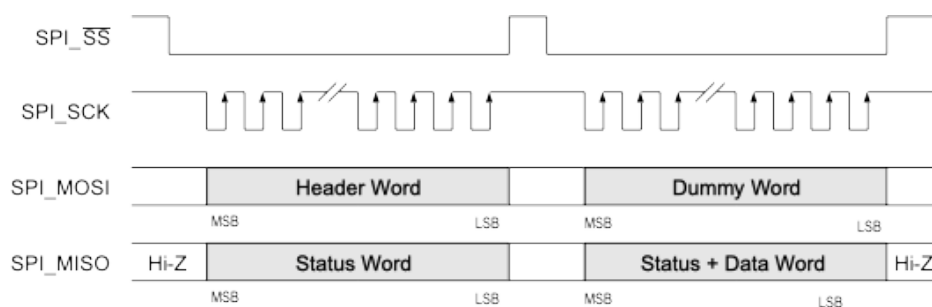 SPI_SS
SPI_SCK
SPI_MOSI Header Word Dummy Word
MSB LSB MSB LSB
SPI_MISO Hi-Z Status Word Status + Data Word Hi-Z
MSB LSB MSB LSB